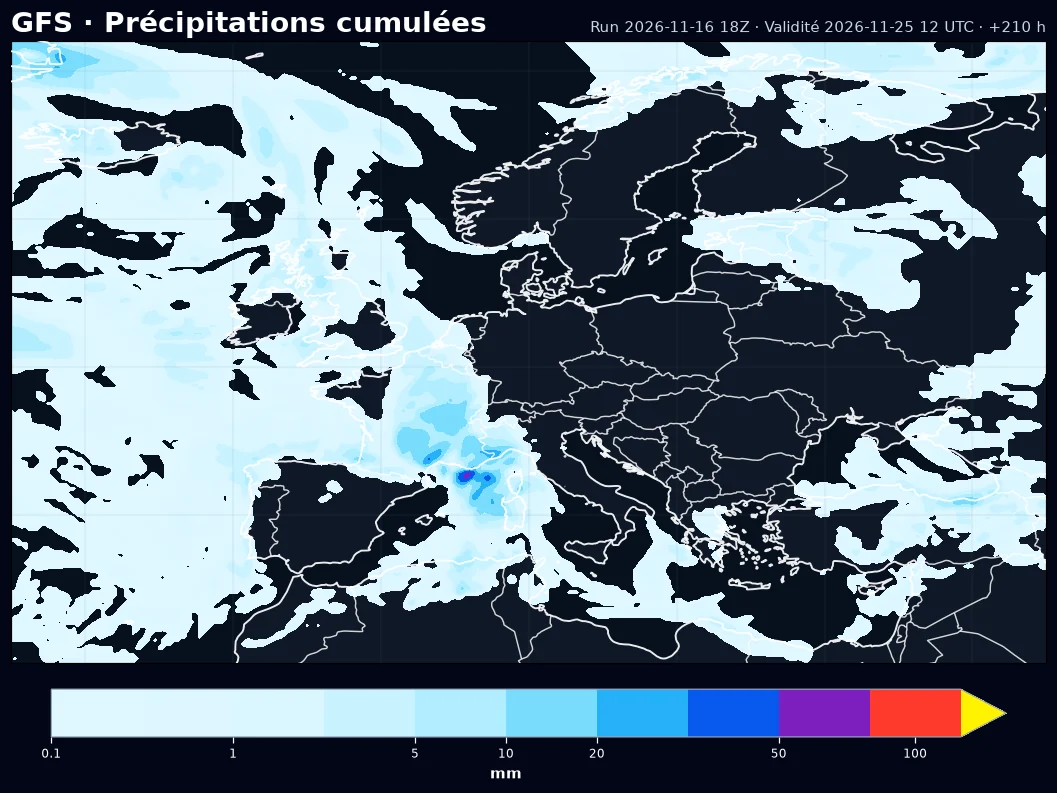 GFS · Précipitations cumulées
Run 2026-11-16 18Z · Validité 2026-11-25 12 UTC · +210 h
0.1 1 5 10 20 50 100
mm